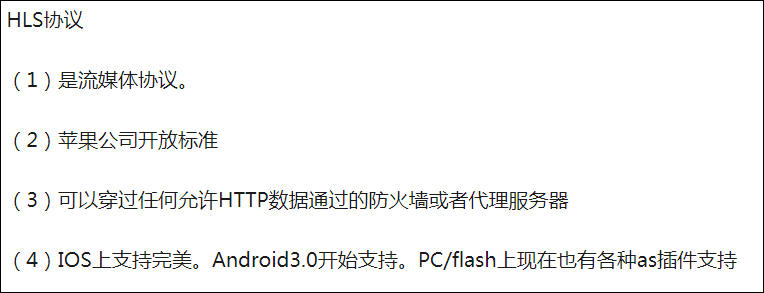 HLS协议
（1）是流媒体协议。
（2）苹果公司开放标准
（3）可以穿过任何允许HTTP数据通过的防火墙或者代理服务器
（4）IOS上支持完美。Android3.0开始支持。PC/flash上现在也有各种as插件支持